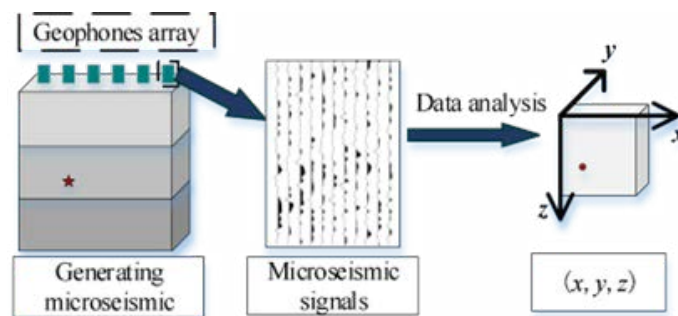 Geophones array
Data analysis
y
x
z
Generating
microseismic
Microseismic
signals
(x, y, z)